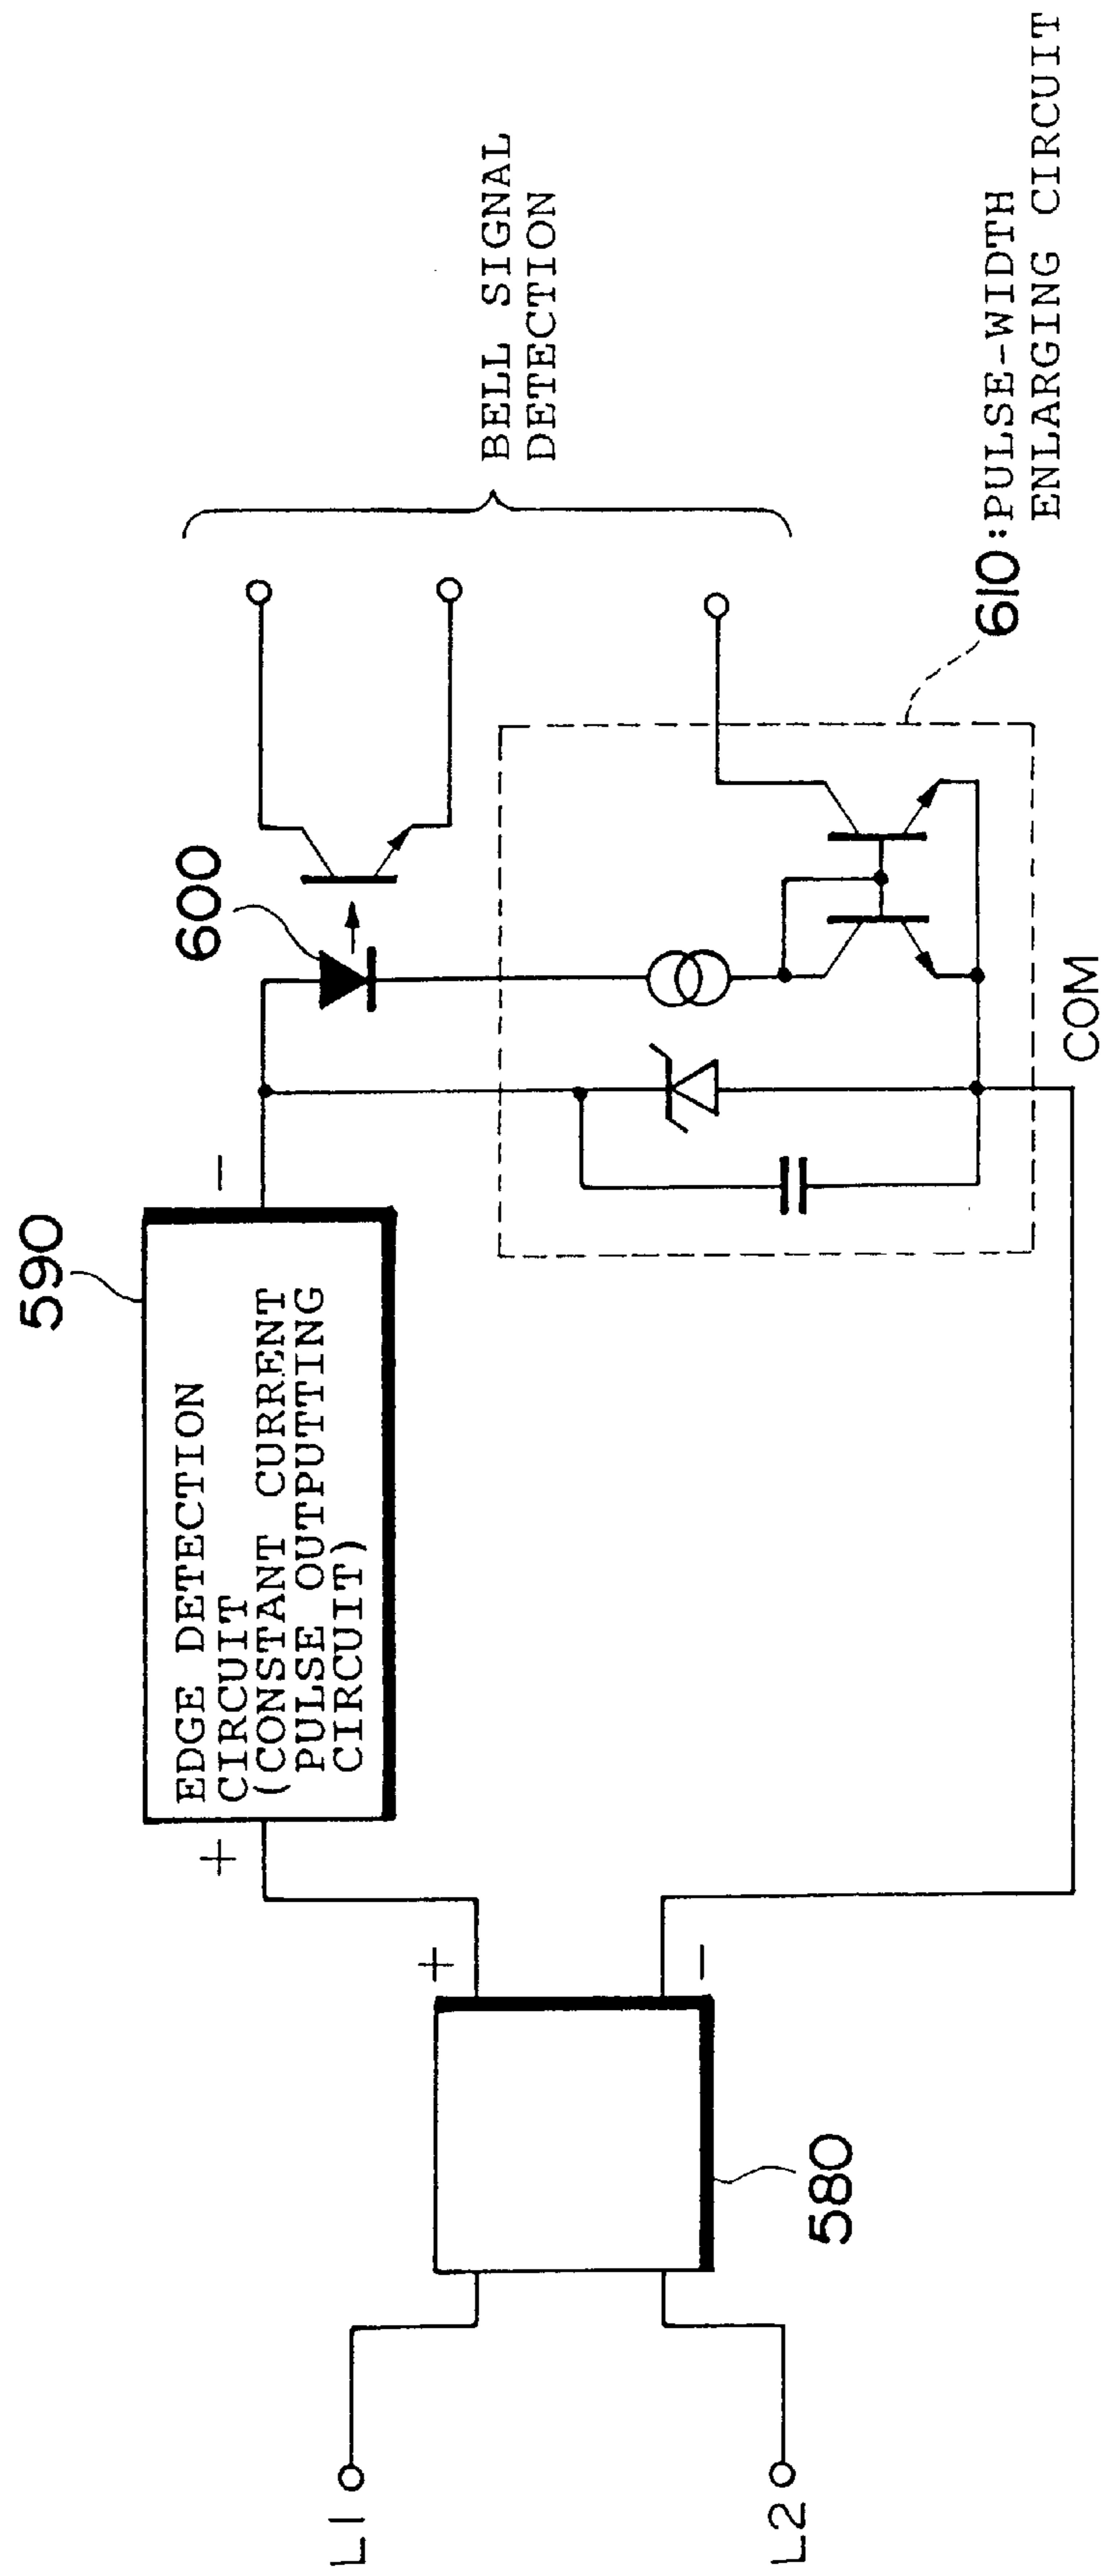 L1
L2
580
+
-
+
-
590
EDGE DETECTION
CIRCUIT
(CONSTANT CURRENT
PULSE OUTPUTTING
CIRCUIT)
600
BELL SIGNAL
DETECTION
610:PULSE-WIDTH
ENLARGING CIRCUIT
COM